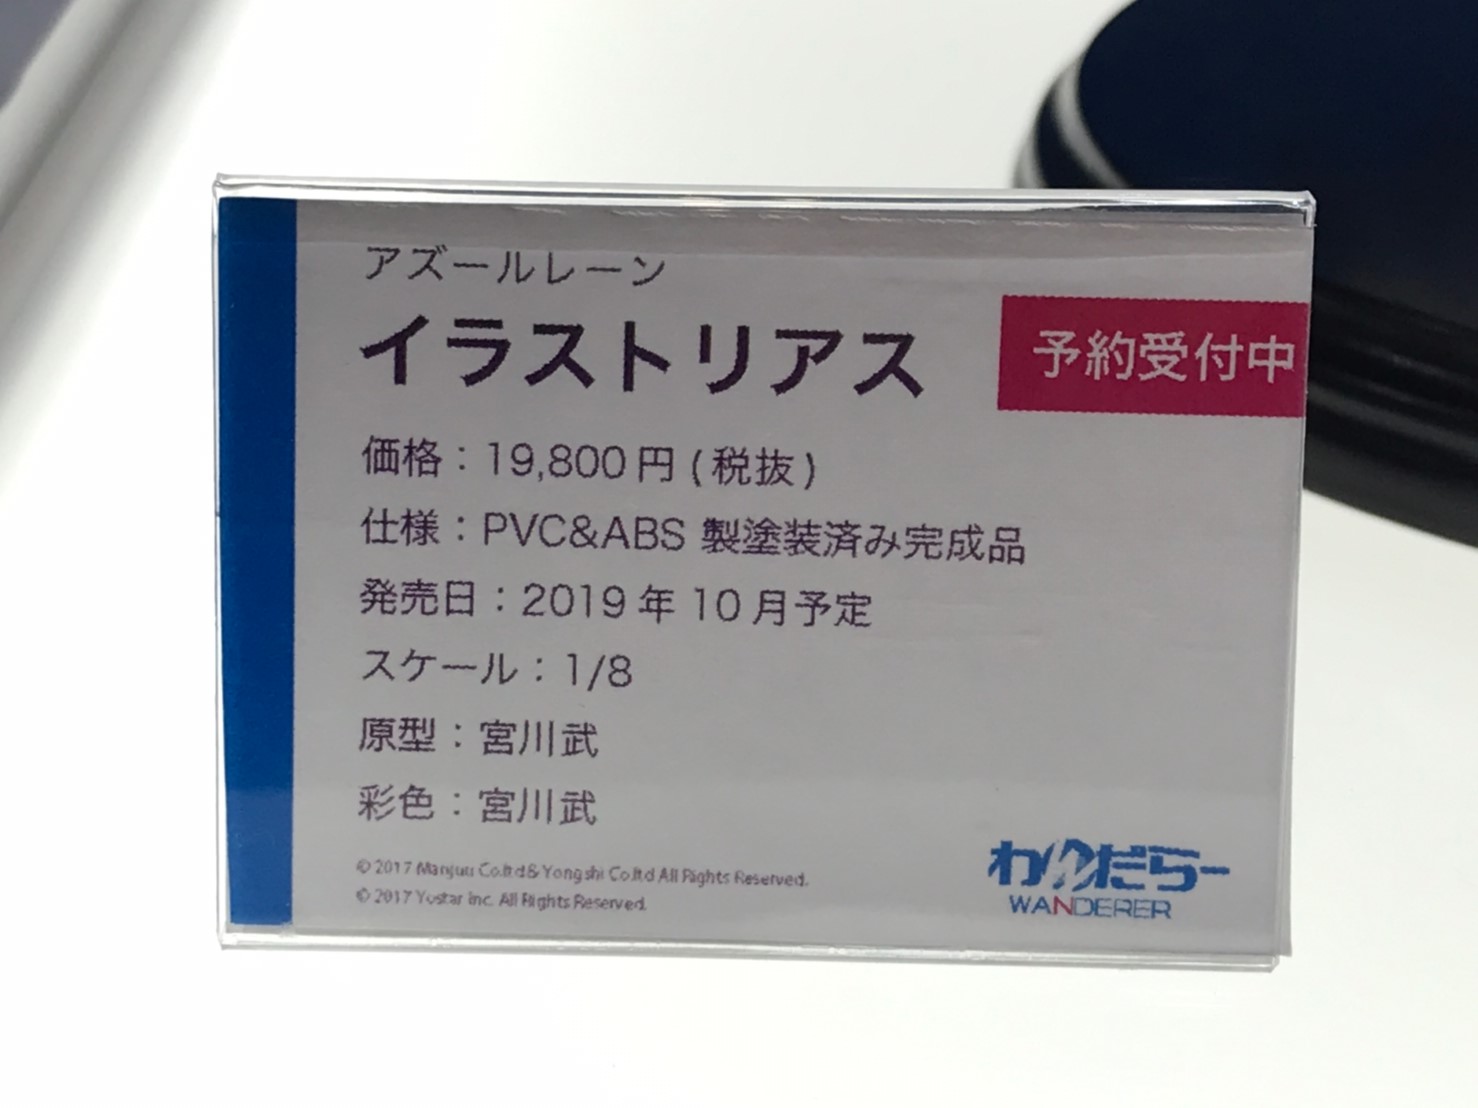 アズールレーン
イラストリアス
予約受付中
価格：19,800円(税抜)
仕様：PVC&ABS 製塗装済み完成品
発売日：2019年10月予定
スケール：1/8
原型：宮川武
彩色：宮川武
© 2017 Manjuu Co.ltd & Yongshi Co.ltd All Rights Reserved.
© 2017 Yostar Inc. All Rights Reserved.
わんだらー
WANDERER